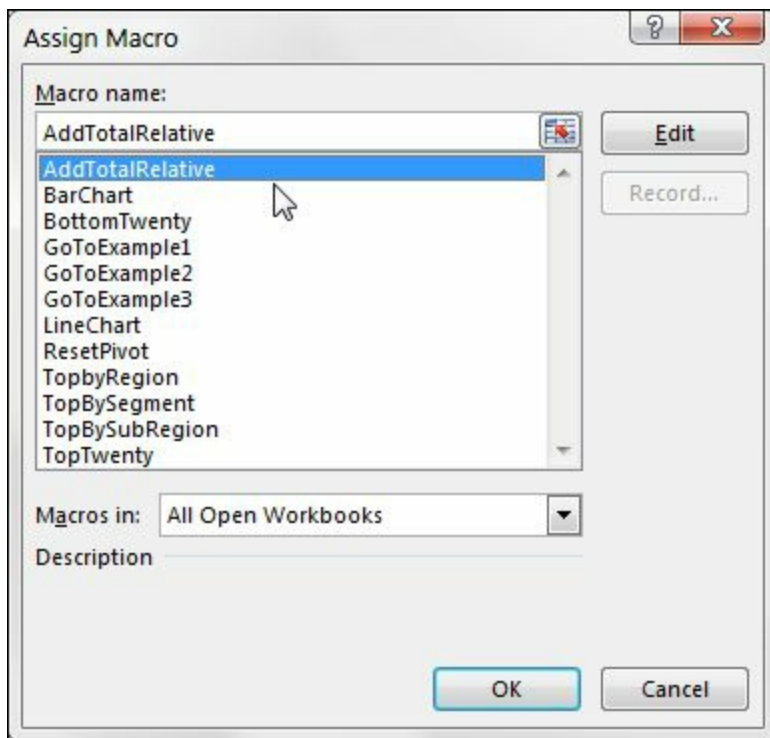 Assign Macro
?
Macro name:
AddTotalRelative
Edit
AddTotalRelative
Record...
BarChart
BottomTwenty
GoToExample1
GoToExample2
GoToExample3
LineChart
ResetPivot
TopbyRegion
TopBySegment
TopBySubRegion
TopTwenty
Macros in: All Open Workbooks
Description
OK Cancel